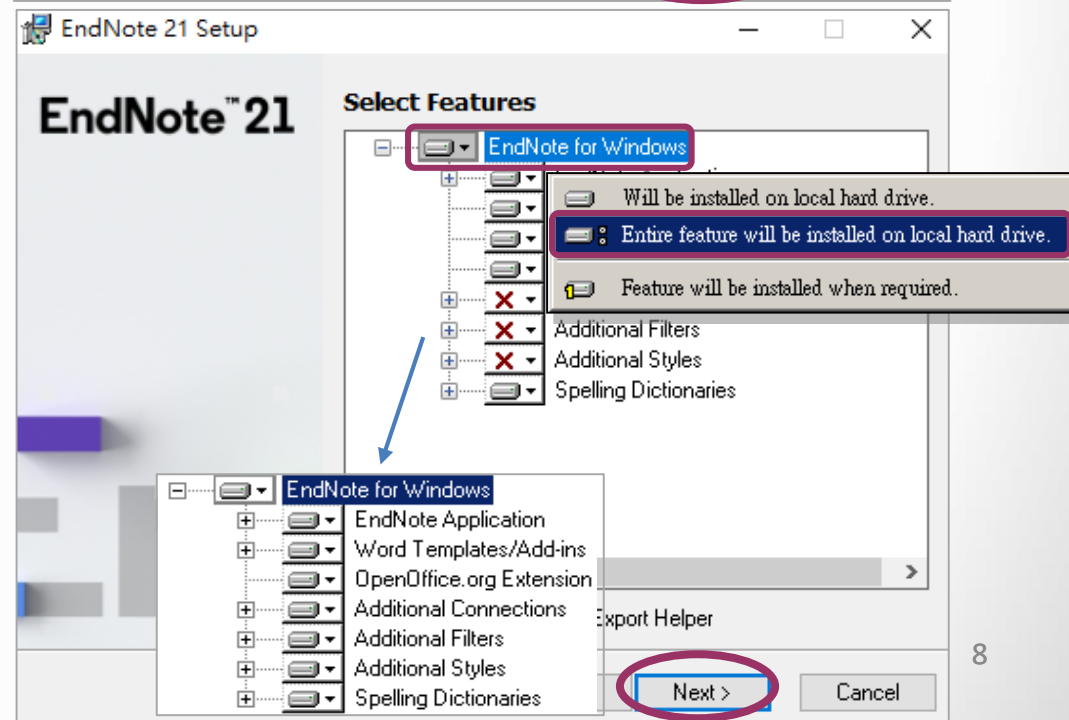 EndNote 21 Setup
EndNote™21
Select Features
EndNote for Windows
Will be installed on local hard drive.
Entire feature will be installed on local hard drive.
Feature will be installed when required.
Additional Filters
Additional Styles
Spelling Dictionaries
EndNote for Windows
EndNote Application
Word Templates/Add-ins
OpenOffice.org Extension
Additional Connections
Additional Filters
Additional Styles
Spelling Dictionaries
Export Helper
8
Next >
Cancel